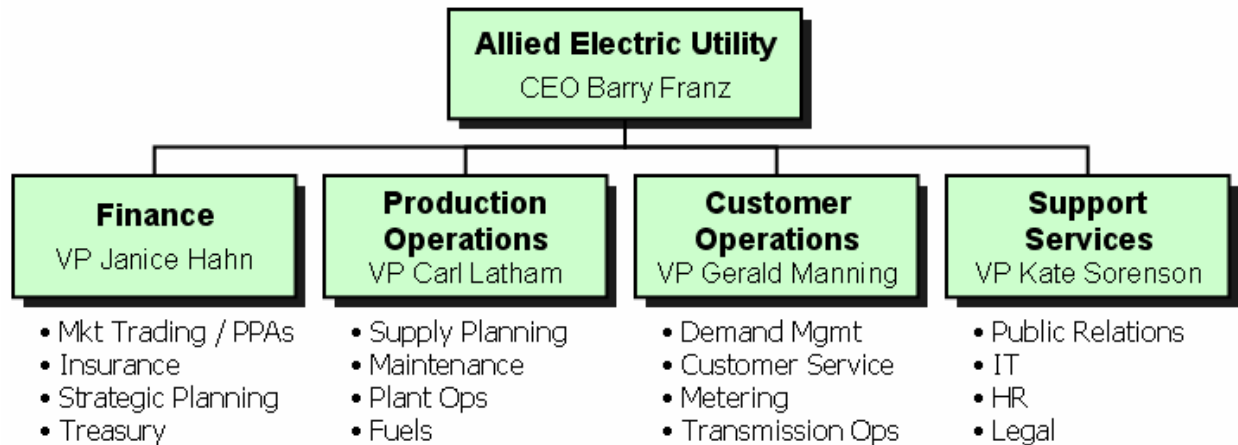 Allied Electric Utility
CEO Barry Franz
Finance
VP Janice Hahn
• Mkt Trading / PPAs
• Insurance
• Strategic Planning
• Treasury
Production
Operations
VP Carl Latham
• Supply Planning
• Maintenance
• Plant Ops
• Fuels
Customer
Operations
VP Gerald Manning
• Demand Mgmt
• Customer Service
• Metering
• Transmission Ops
Support
Services
VP Kate Sorenson
• Public Relations
• IT
• HR
• Legal